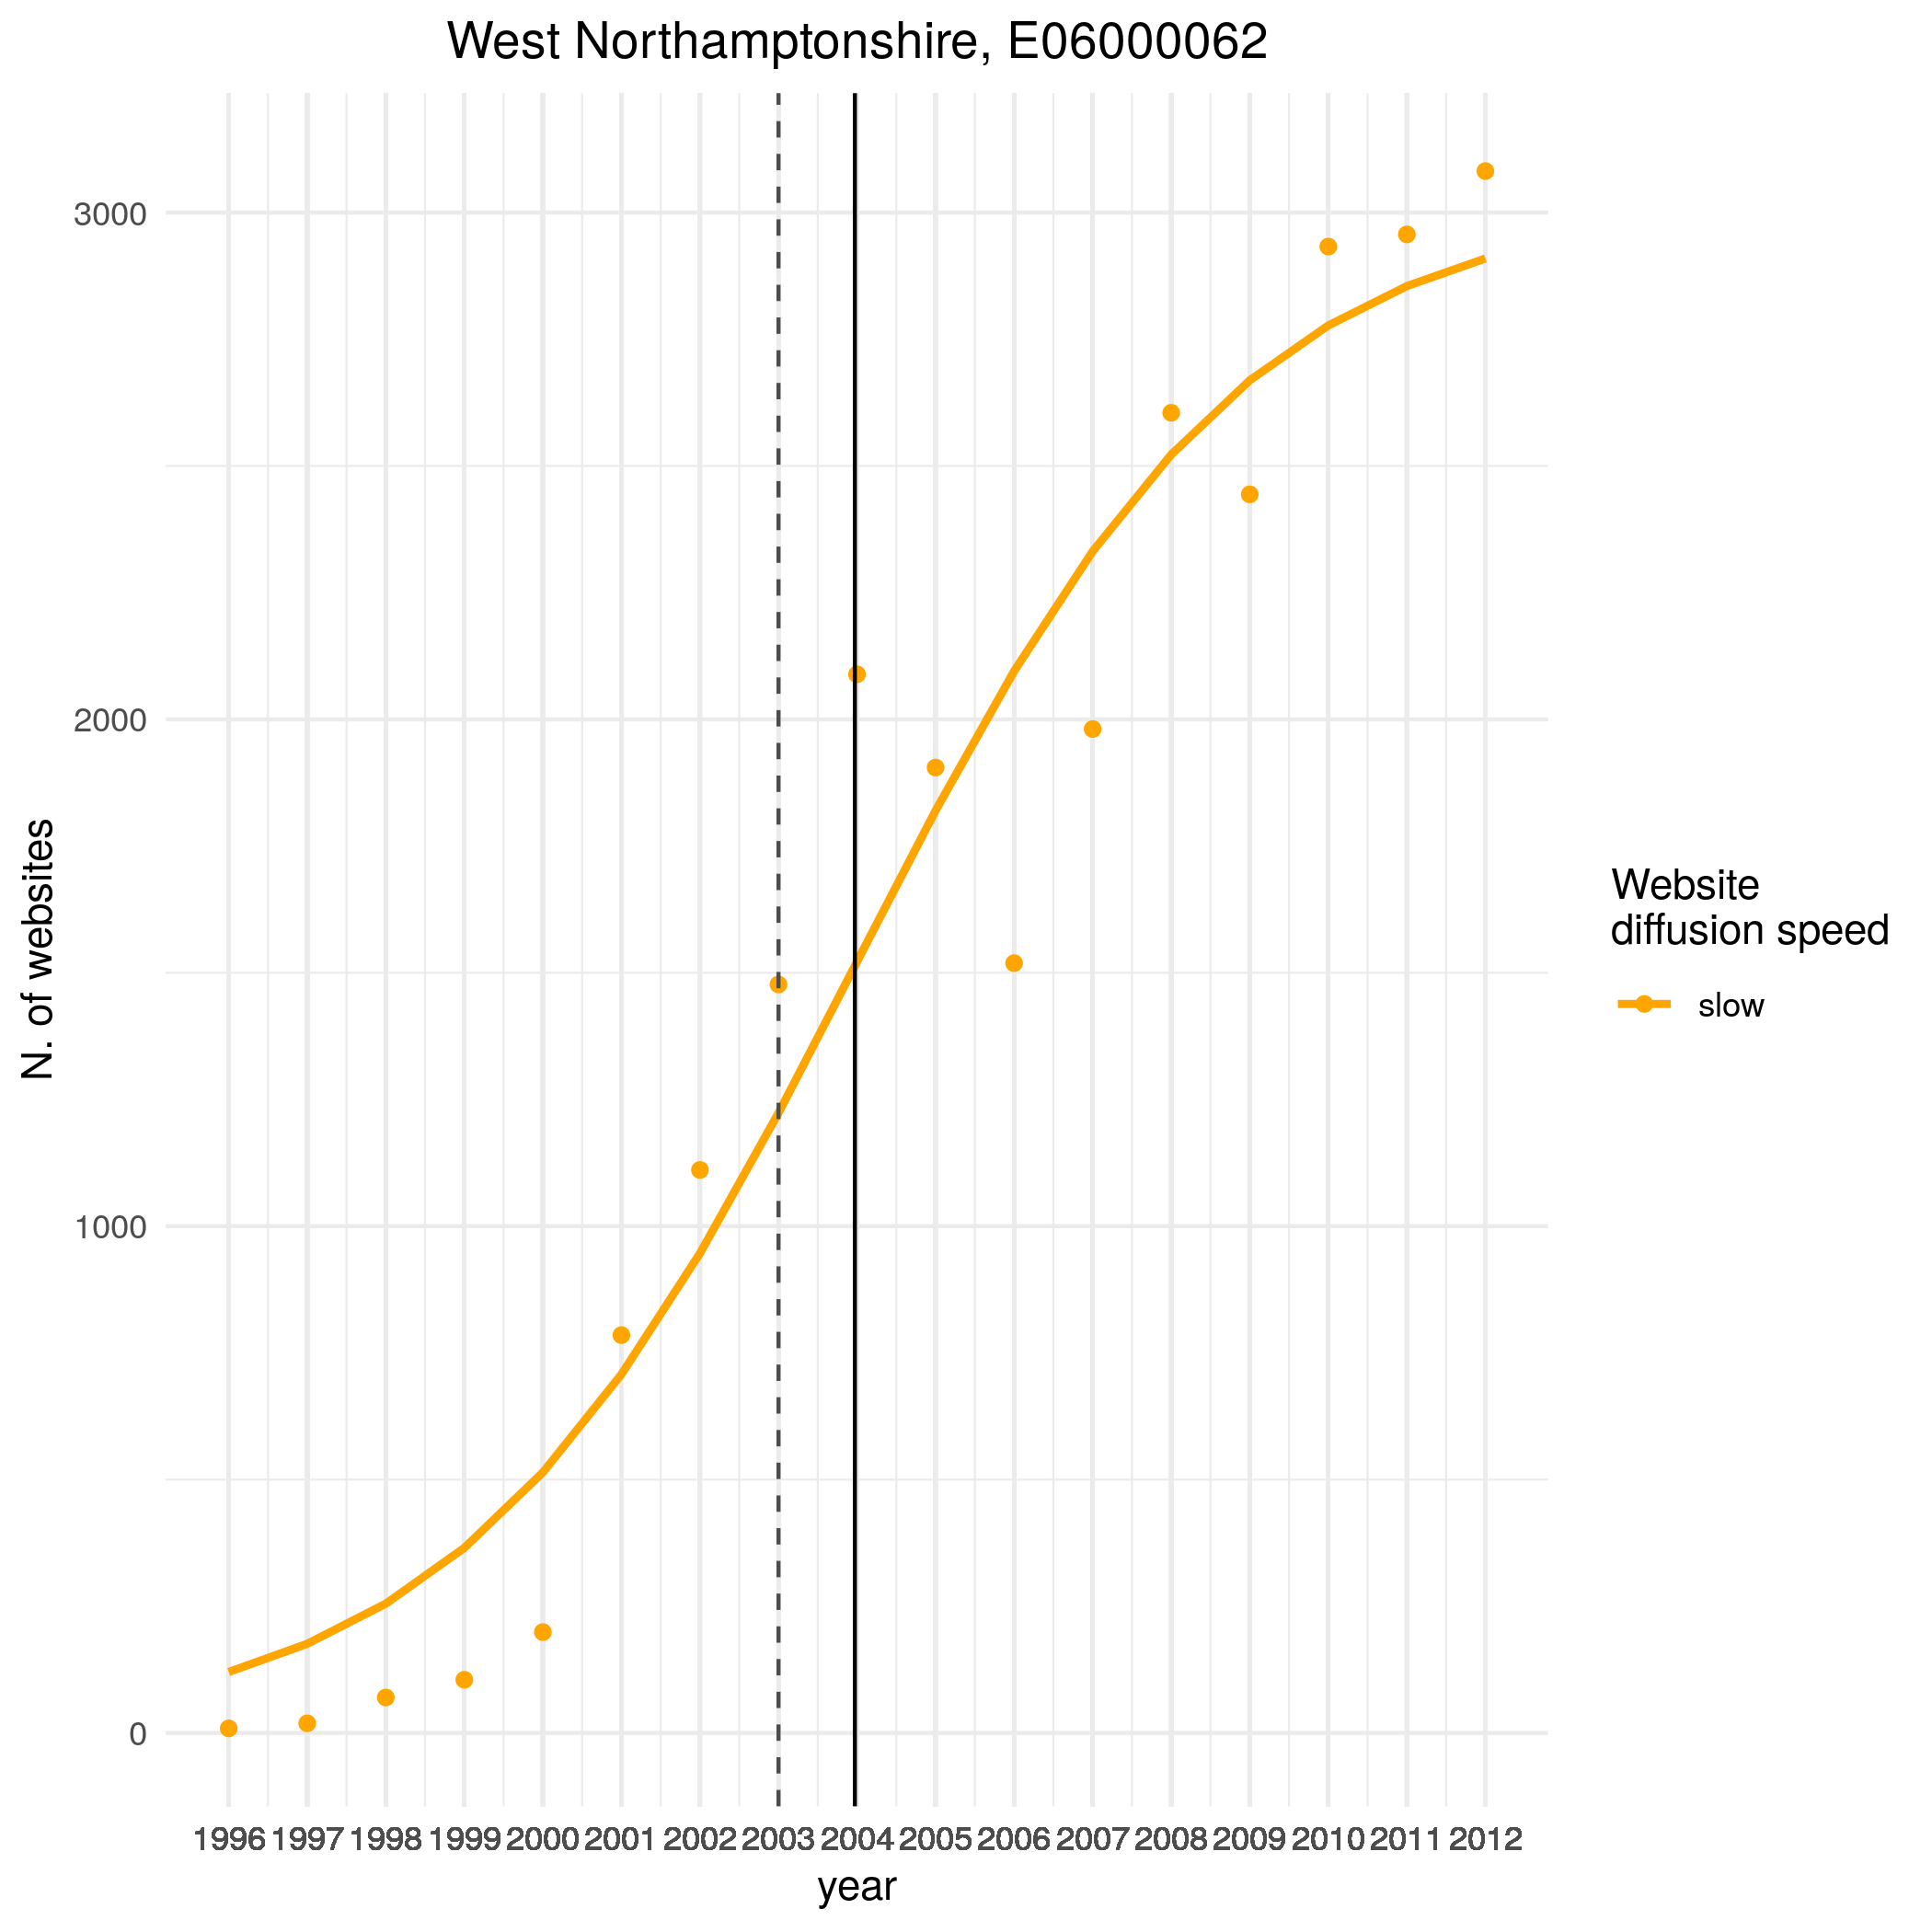 West Northamptonshire, E06000062
3000
2000
1000
0
N. of websites
1996 1997 1998 1999 2000 2001 2002 2003 2004 2005 2006 2007 2008 2009 2010 2011 2012
year
Website
diffusion speed
slow